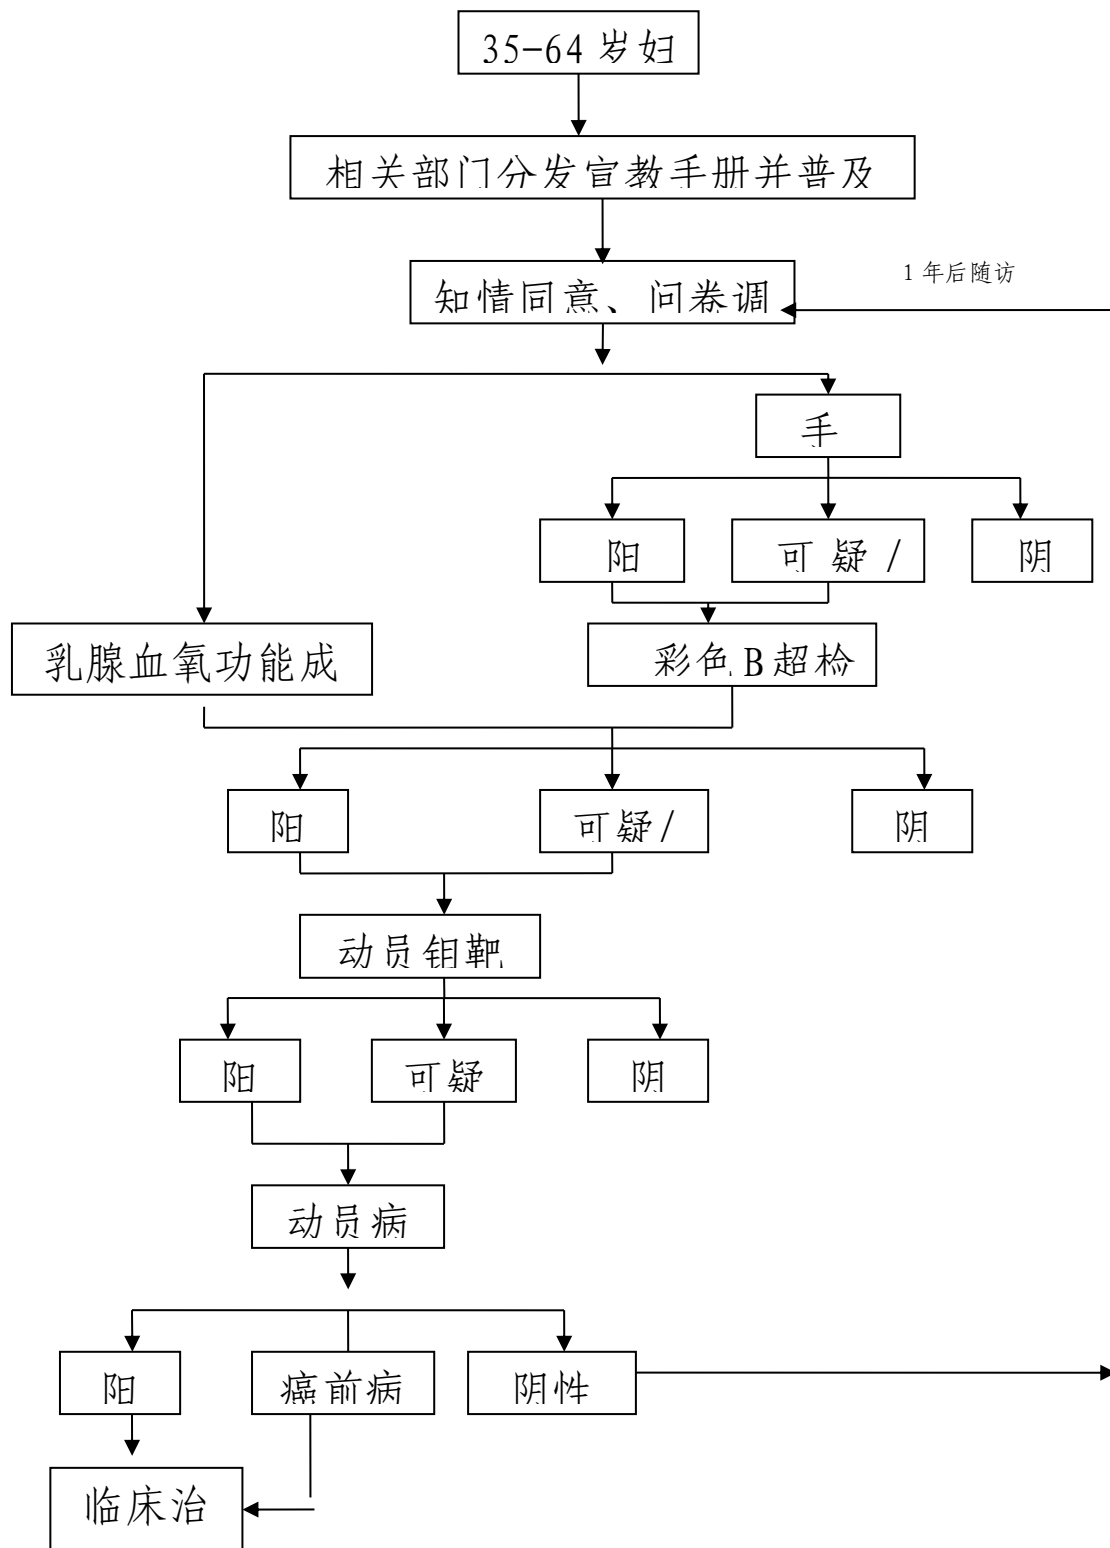 35-64 岁妇
相关部门分发宣教手册并普及
知情同意、问卷调
1 年后随访
手
阳
可 疑 /
阴
乳腺血氧功能成
彩色 B 超检
阳
可疑/
阴
动员钼靶
阳
可疑
阴
动员病
阳
癌前病
阴性
临床治